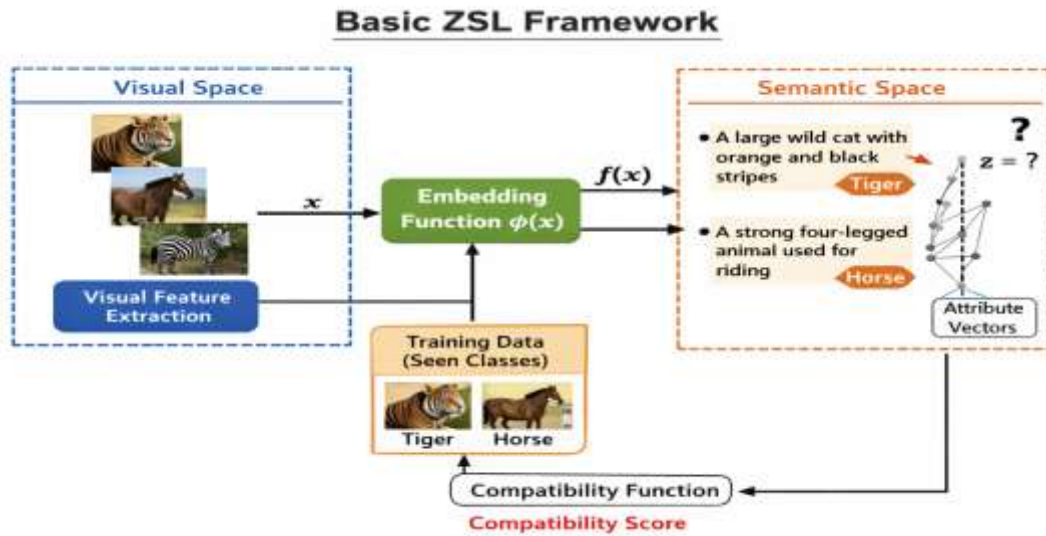 Basic ZSL Framework
Visual Space
x
Visual Feature
Extraction
Embedding
Function ϕ(x)
f(x)
Training Data
(Seen Classes)
Tiger Horse
Semantic Space
• A large wild cat with
orange and black
stripes
Tiger
• A strong four-legged
animal used for
riding
Horse
?
z = ?
Attribute
Vectors
Compatibility Function
Compatibility Score